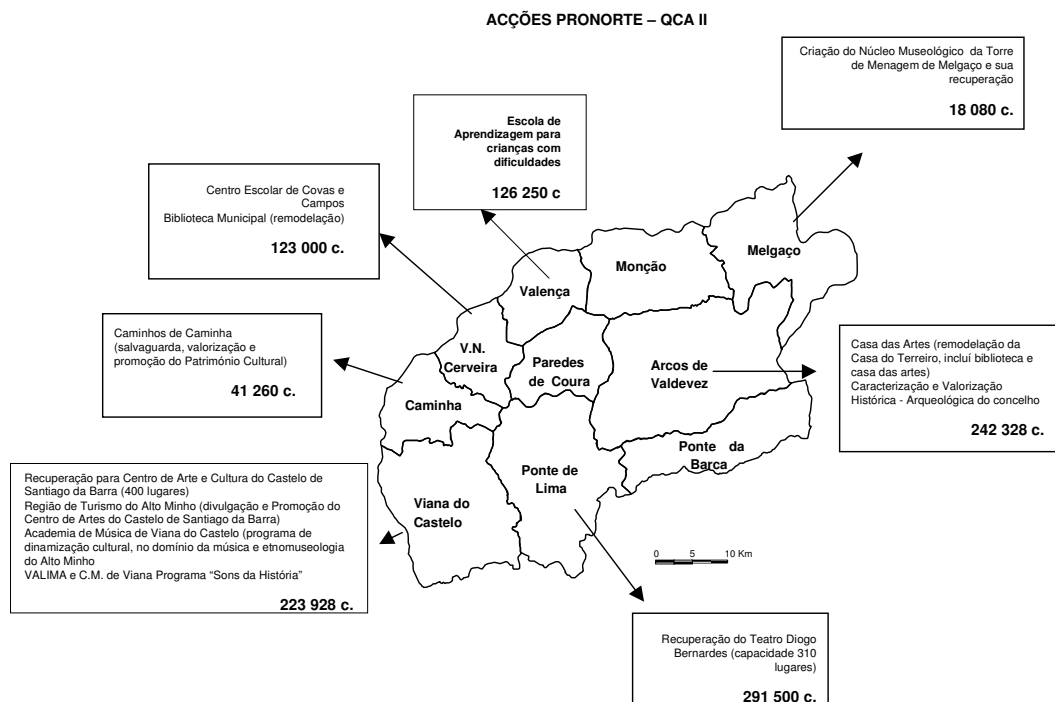 ACÇÕES PRONORTE – QCA II
Criação do Núcleo Museológico da Torre
de Menagem de Melgaço e sua
recuperação
18 080 c.
Escola de
Aprendizagem para
crianças com
dificuldades
126 250 c
Centro Escolar de Covas e
Campos
Biblioteca Municipal (remodelação)
123 000 c.
Caminhos de Caminha
(salvaguarda, valorização e
promoção do Património Cultural)
41 260 c.
Melgaço
Monção
Valença
V.N.
Cerveira
Paredes
de Coura
Arcos de
Valdevez
Caminha
Ponte da
Barca
Ponte de
Lima
Viana do
Castelo
Casa das Artes (remodelação da
Casa do Terreiro, incluí biblioteca e
casa das artes)
Caracterização e Valorização
Histórica - Arqueológica do concelho
242 328 c.
Recuperação para Centro de Arte e Cultura do Castelo de
Santiago da Barra (400 lugares)
Região de Turismo do Alto Minho (divulgação e Promoção do
Centro de Artes do Castelo de Santiago da Barra)
Academia de Música de Viana do Castelo (programa de
dinamização cultural, no domínio da música e etnomuseologia
do Alto Minho
VALIMA e C.M. de Viana Programa “Sons da História”
223 928 c.
0 5 10 Km
Recuperação do Teatro Diogo
Bernardes (capacidade 310
lugares)
291 500 c.